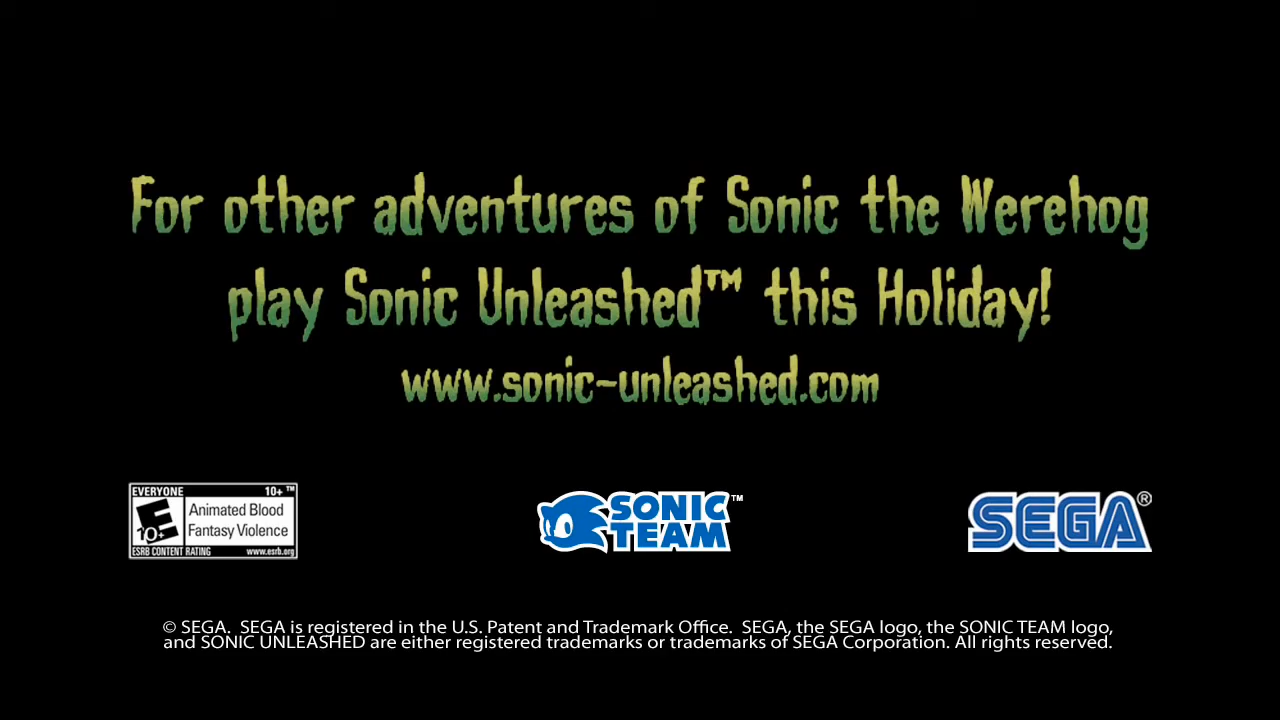 For other adventures of Sonic the Werehog
play Sonic Unleashed™ this Holiday!
www.sonic-unleashed.com
EVERYONE 10+ ™
E 10+
Animated Blood
Fantasy Violence
ESRB CONTENT RATING www.esrb.org
SONIC TEAM™
SEGA®
© SEGA. SEGA is registered in the U.S. Patent and Trademark Office. SEGA, the SEGA logo, the SONIC TEAM logo,
and SONIC UNLEASHED are either registered trademarks or trademarks of SEGA Corporation. All rights reserved.